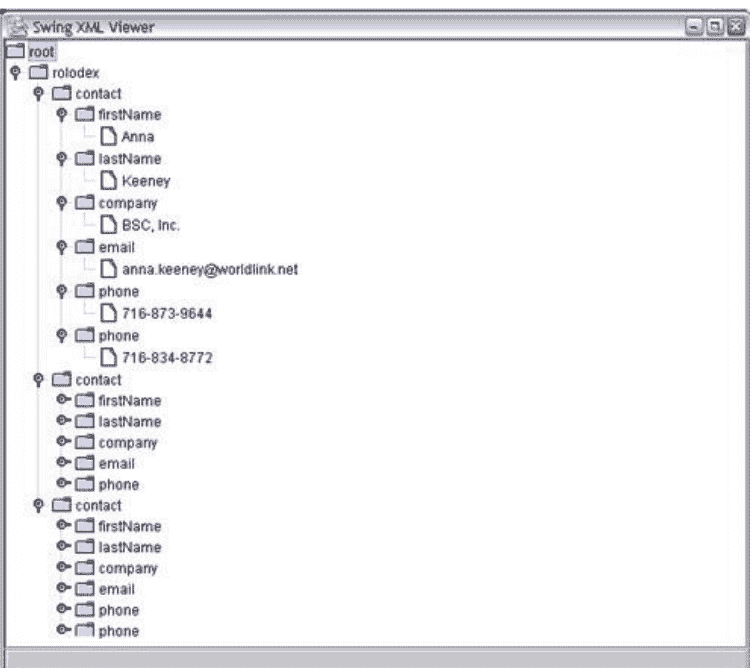 Swing XML Viewer
root
rolodex
contact
firstName
Anna
lastName
Keeney
company
BSC, Inc.
email
anna.keeney@worldlink.net
phone
716-873-9644
phone
716-834-8772
contact
firstName
lastName
company
email
phone
contact
firstName
lastName
company
email
phone
phone